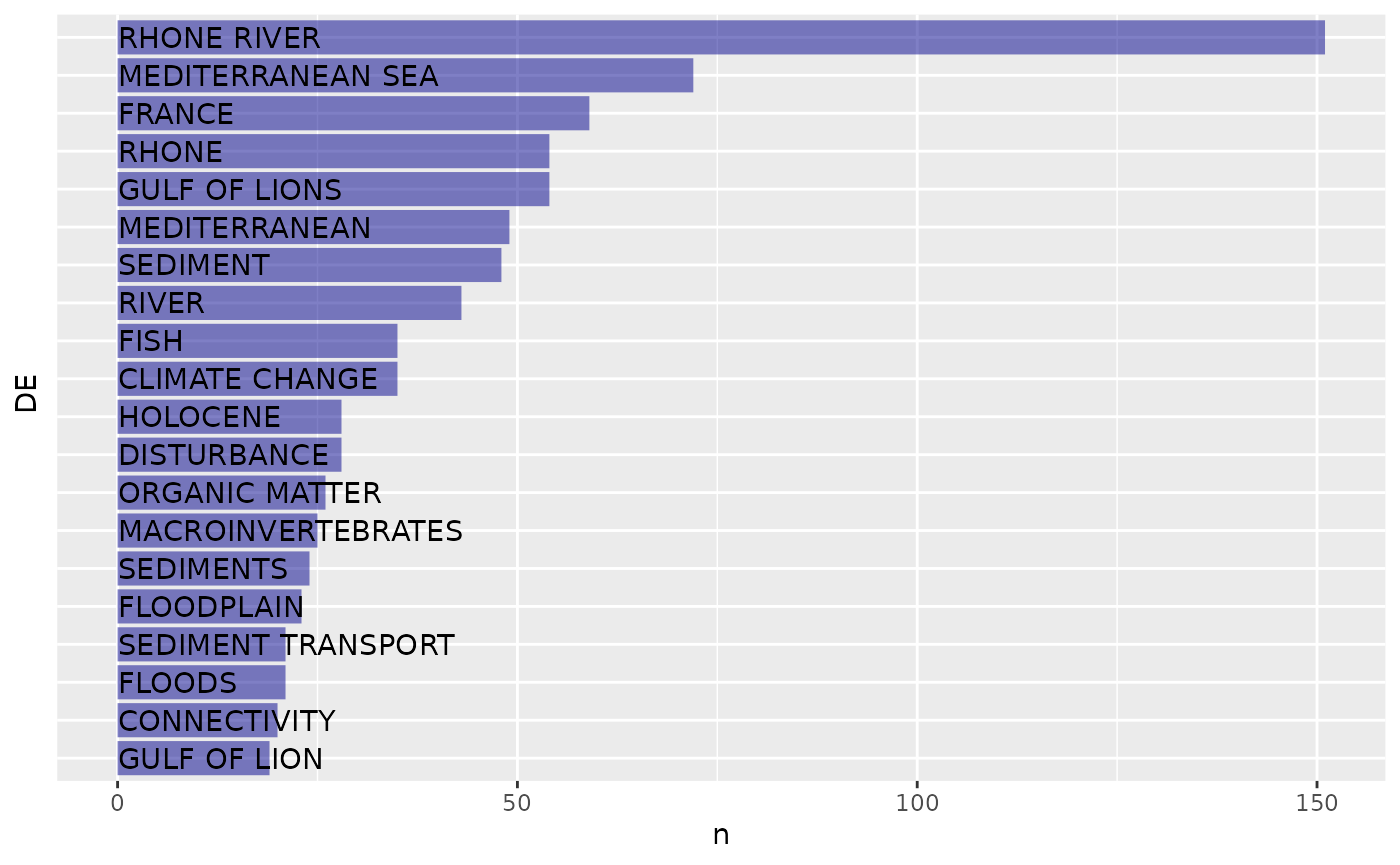 RHONE RIVER
MEDITERRANEAN SEA
FRANCE
RHONE
GULF OF LIONS
MEDITERRANEAN
SEDIMENT
RIVER
FISH
CLIMATE CHANGE
HOLOCENE
DISTURBANCE
ORGANIC MATTER
MACROINVERTEBRATES
SEDIMENTS
FLOODPLAIN
SEDIMENT TRANSPORT
FLOODS
CONNECTIVITY
GULF OF LION
DE
0 50 100 150
n